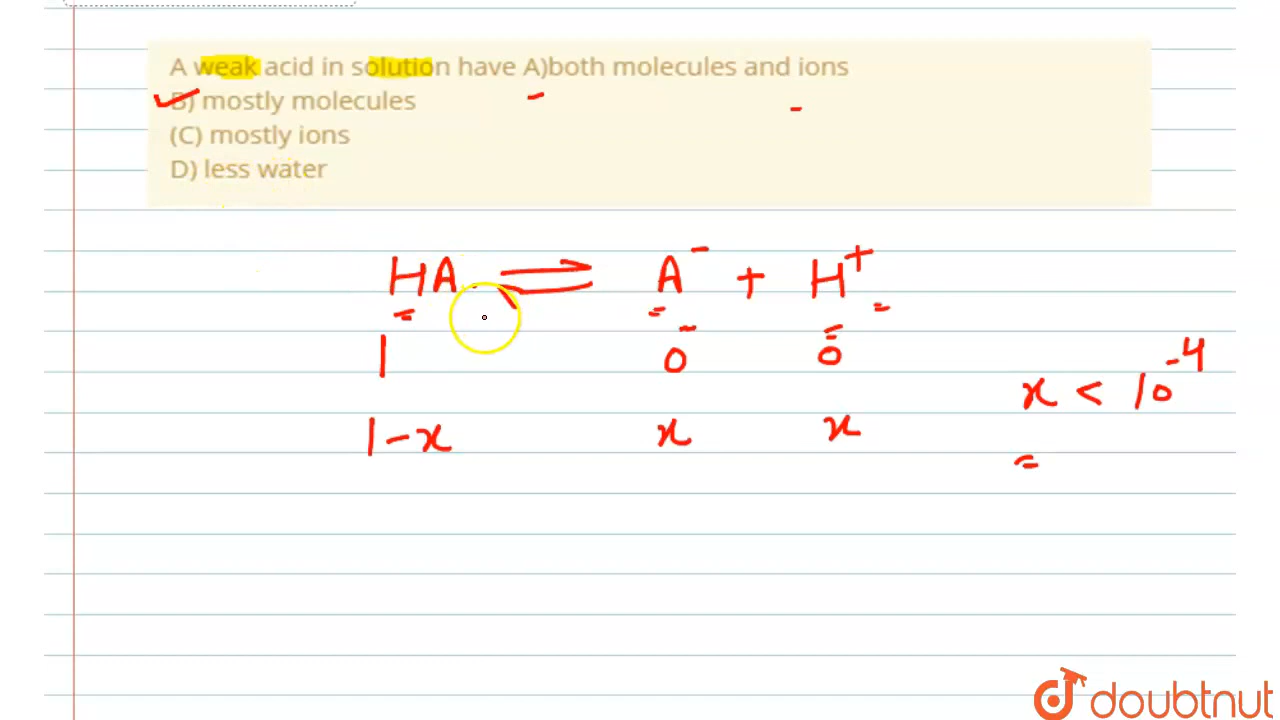 A weak acid in solution have A)both molecules and ions
B) mostly molecules
(C) mostly ions
D) less water
HA ⇌ A⁻ + H⁺
1 0 0
x < 10⁻⁴
1-x x x
doubtnut